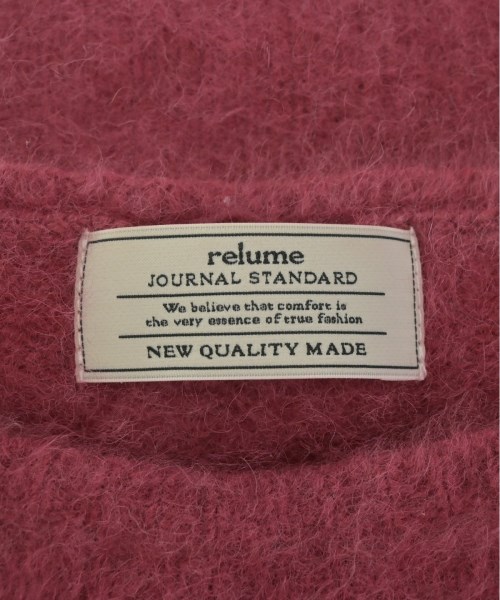 relume
JOURNAL STANDARD
We believe that comfort is
the very essence of true fashion
NEW QUALITY MADE